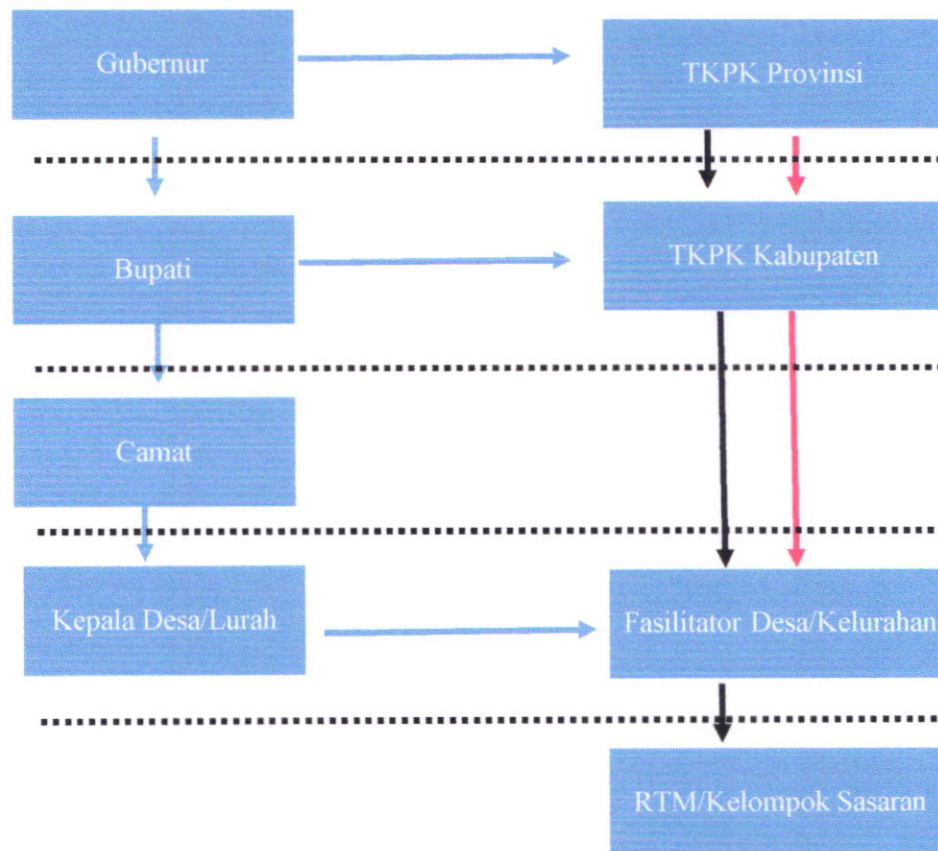 Gubernur
TKPK Provinsi
Bupati
TKPK Kabupaten
Camat
Kepala Desa/Lurah
Fasilitator Desa/Kelurahan
RTM/Kelompok Sasaran